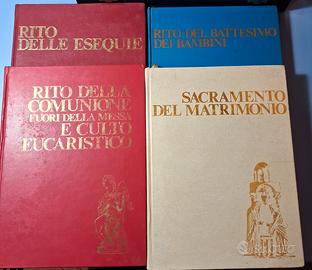 RITO
DELLE ESEQUIE
RITO DEL BATTESIMO
DEI BAMBINI
RITO DELLA
COMUNIONE
FUORI DELLA MESSA
E CULTO
EUCARISTICO
SACRAMENTO
DEL MATRIMONIO
subito